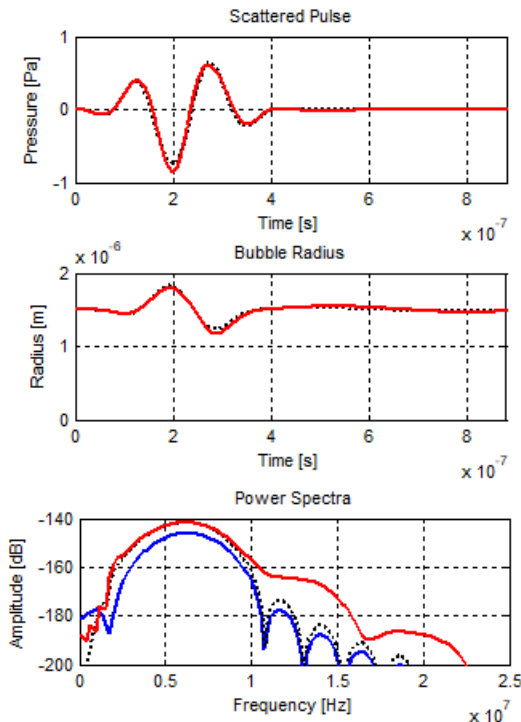 Scattered Pulse
1
0
-1
Pressure [Pa]
0 2 4 6 8
Time [s]
x 10^-7
x 10^-6
Bubble Radius
2
1
0
Radius [m]
0 2 4 6 8
Time [s]
x 10^-7
Power Spectra
-140
-160
-180
-200
Amplitude [dB]
0 0.5 1 1.5 2 2.5
Frequency [Hz]
x 10^7